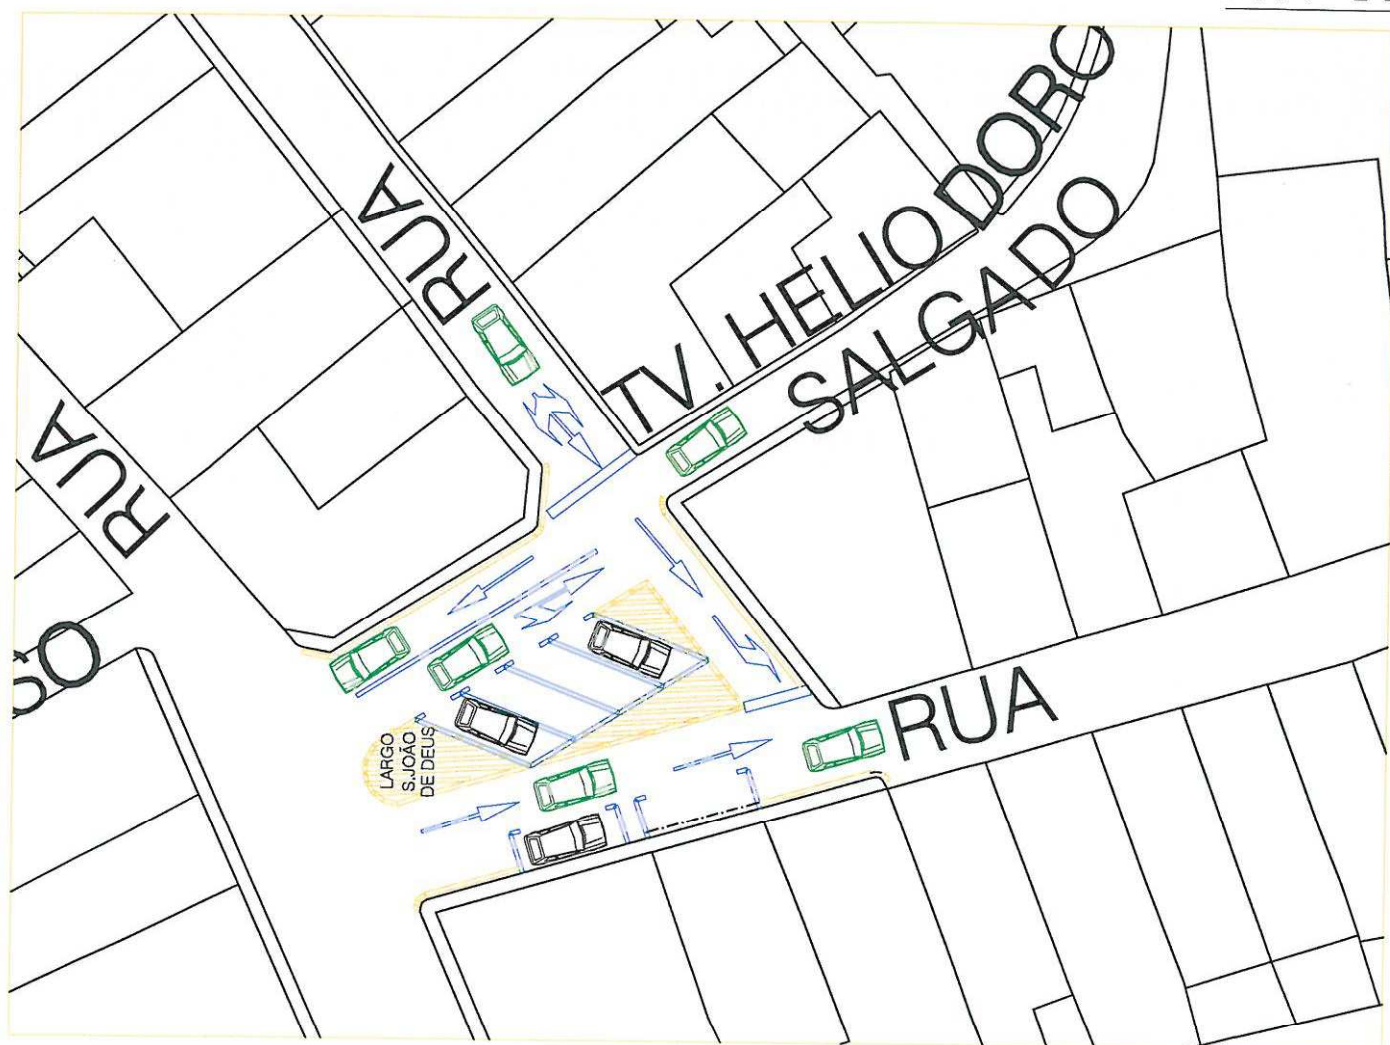 RUA
TV. HELIODORO
SALGADO
RUA
RUA
LARGO
S.JOÃO
DE DEUS